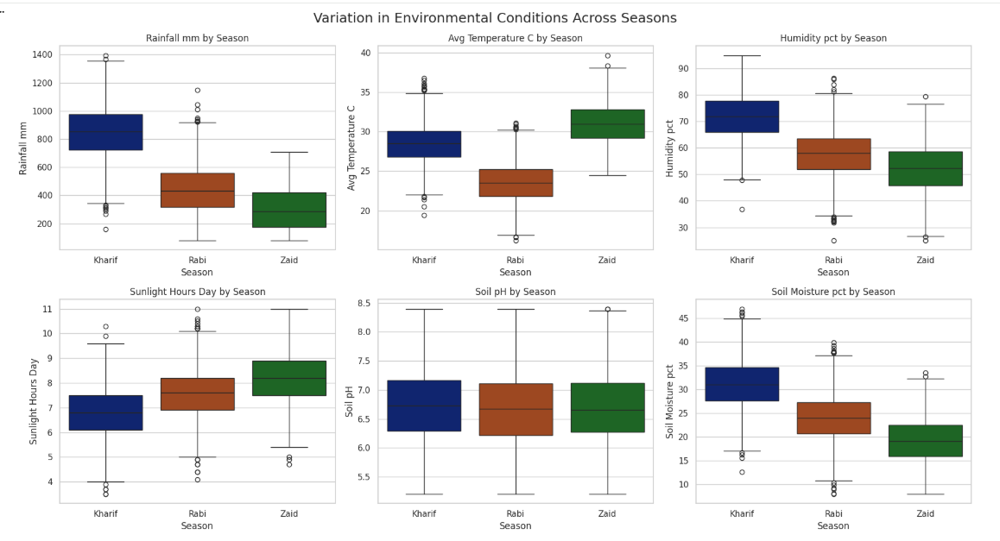 Variation in Environmental Conditions Across Seasons
Rainfall mm by Season
Rainfall mm
1400
1200
1000
800
600
400
200
Kharif Rabi Zaid
Season
Avg Temperature C by Season
Avg Temperature C
40
35
30
25
20
Kharif Rabi Zaid
Season
Humidity pct by Season
Humidity pct
90
80
70
60
50
40
30
Kharif Rabi Zaid
Season
Sunlight Hours Day by Season
Sunlight Hours Day
11
10
9
8
7
6
5
4
Kharif Rabi Zaid
Season
Soil pH by Season
Soil pH
8.5
8.0
7.5
7.0
6.5
6.0
5.5
Kharif Rabi Zaid
Season
Soil Moisture pct by Season
Soil Moisture pct
45
40
35
30
25
20
15
10
Kharif Rabi Zaid
Season